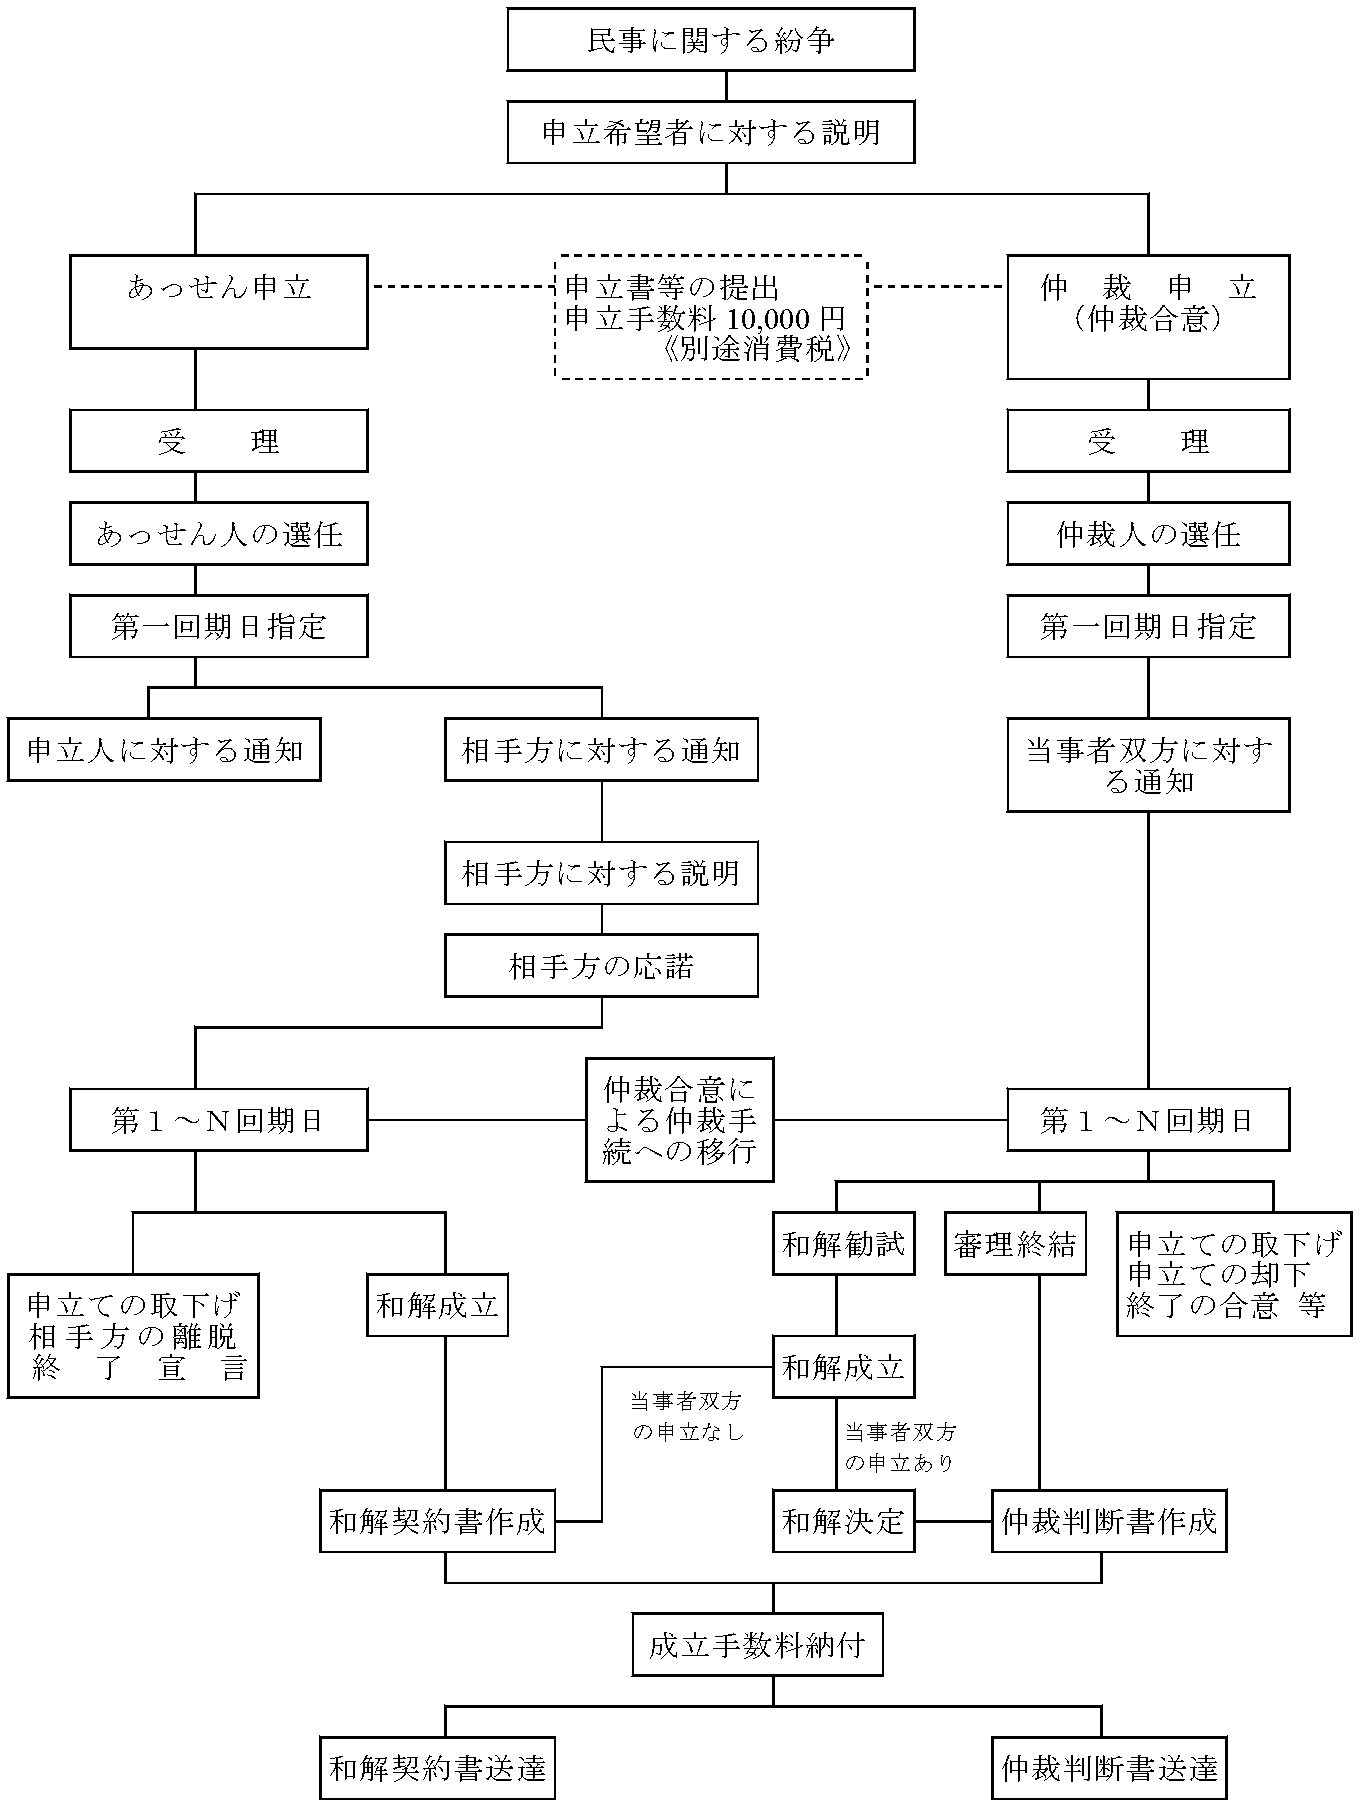 民事に関する紛争
申立希望者に対する説明
あっせん申立
申立書等の提出
申立手数料 10,000 円
《別途消費税》
仲　裁　申　立
（仲裁合意）
受　　理
受　　理
あっせん人の選任
仲裁人の選任
第一回期日指定
第一回期日指定
申立人に対する通知
相手方に対する通知
当事者双方に対す
る通知
相手方に対する説明
相手方の応諾
第１～Ｎ回期日
仲裁合意に
よる仲裁手
続への移行
第１～Ｎ回期日
申立ての取下げ
相手方の離脱
終　了　宣　言
和解成立
和解勧試
審理終結
申立ての取下げ
申立ての却下
終了の合意 等
和解成立
当事者双方
の申立なし
当事者双方
の申立あり
和解契約書作成
和解決定
仲裁判断書作成
成立手数料納付
和解契約書送達
仲裁判断書送達